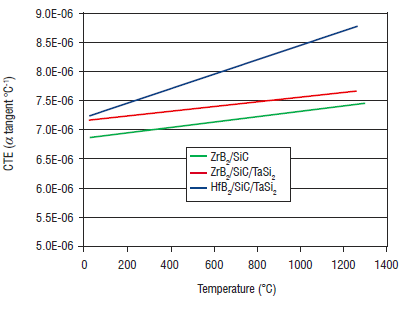 CTE (α tangent °C⁻¹)
9.0E-06
8.5E-06
8.0E-06
7.5E-06
7.0E-06
6.5E-06
6.0E-06
5.5E-06
5.0E-06
ZrB₂/SiC
ZrB₂/SiC/TaSi₂
HfB₂/SiC/TaSi₂
0 200 400 600 800 1000 1200 1400
Temperature (°C)